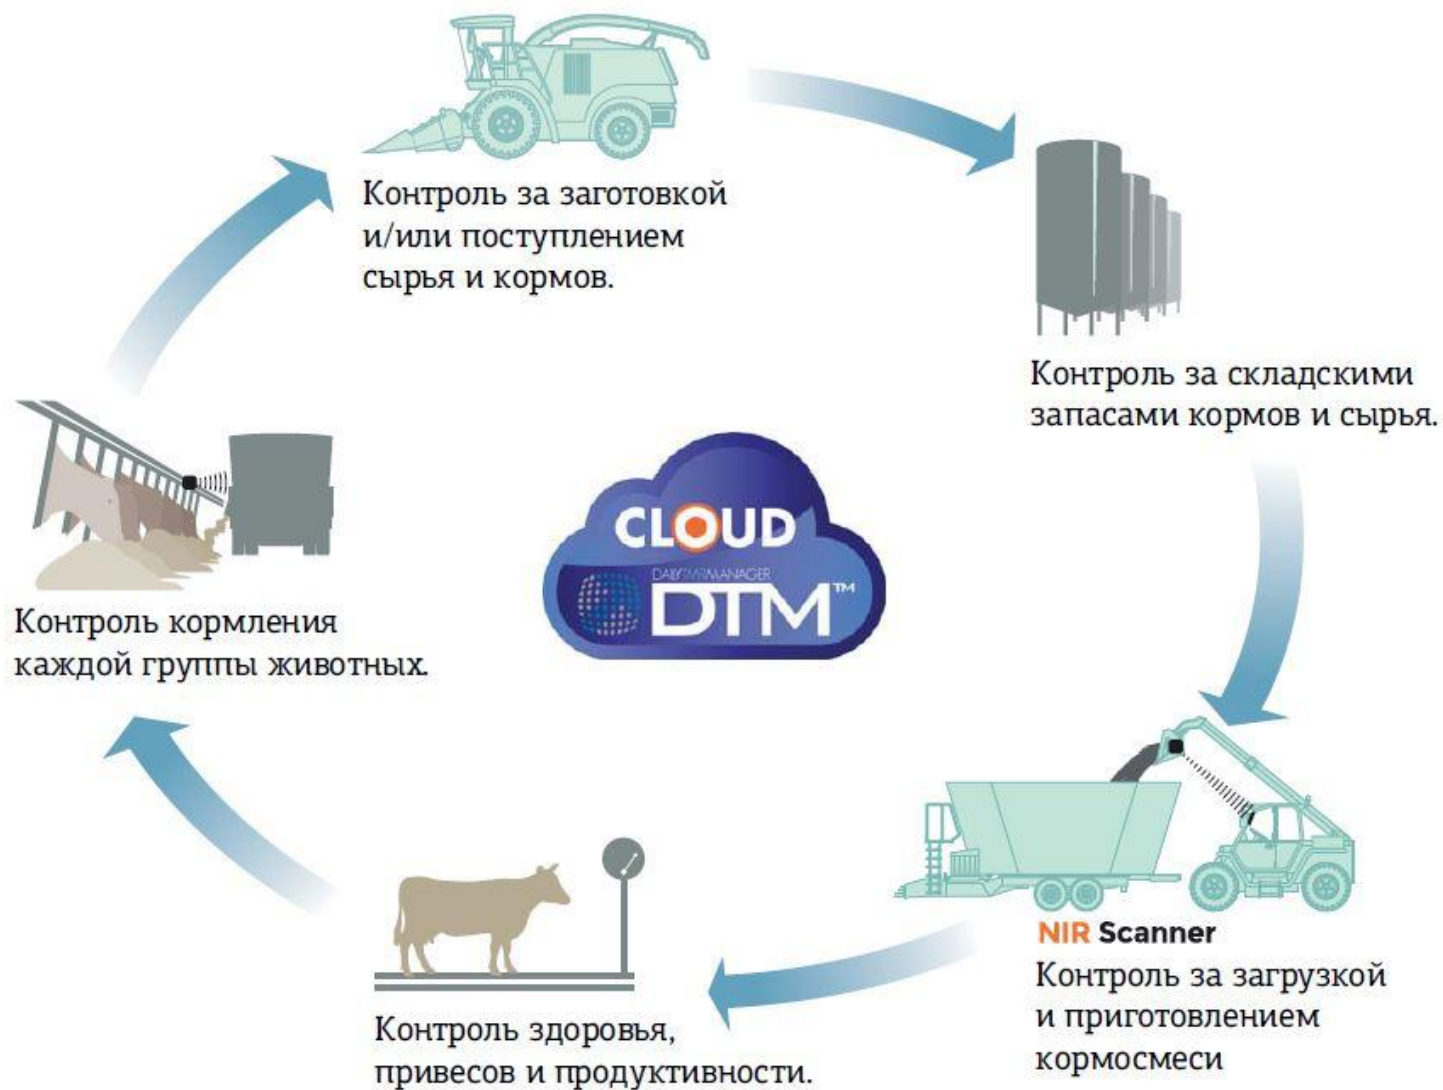 Контроль за заготовкой
и/или поступлением
сырья и кормов.
Контроль за складскими
запасами кормов и сырья.
CLOUD
DAILYTMRMANAGER
DTM™
Контроль кормления
каждой группы животных.
NIR Scanner
Контроль за загрузкой
и приготовлением
кормосмеси
Контроль здоровья,
привесов и продуктивности.